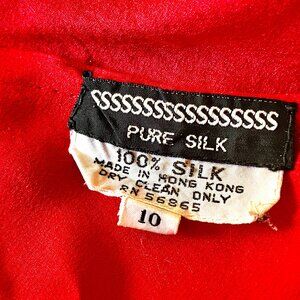 SSSSSSSSSSSSSSSSS
PURE SILK
100% SILK
MADE IN HONG KONG
DRY CLEAN ONLY
RN 56865
10